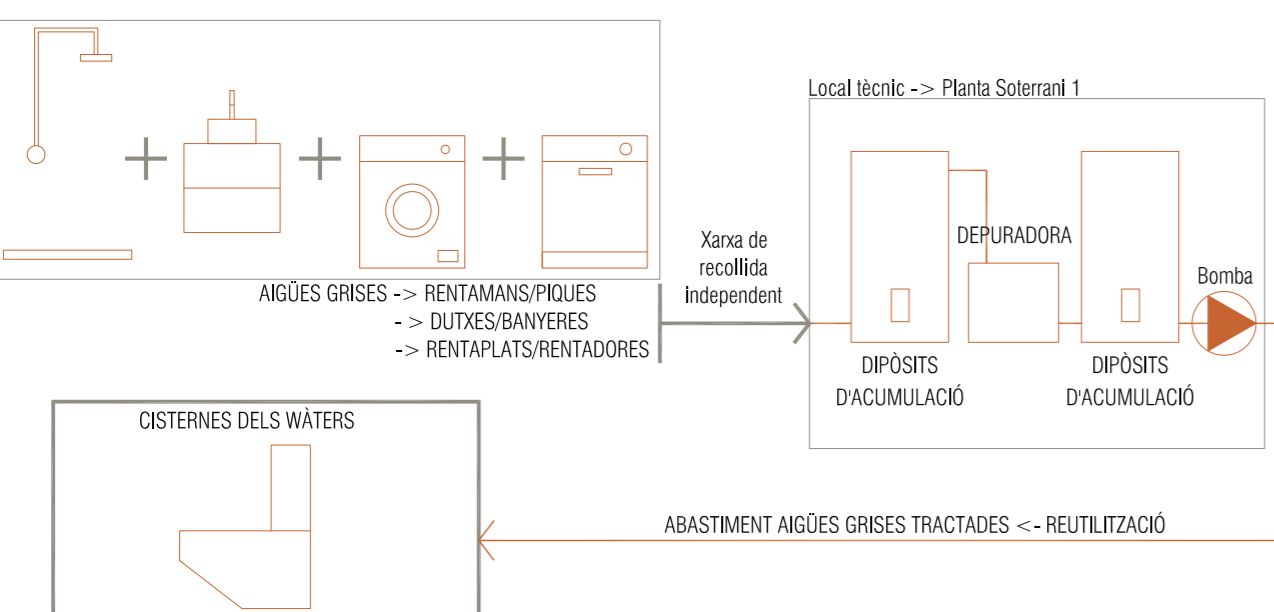 Local tècnic -> Planta Soterrani 1
DEPURADORA
Xarxa de
recollida
independent
Bomba
AIGÜES GRISES -> RENTAMANS/PIQUES
- > DUTXES/BANYERES
-> RENTAPLATS/RENTADORES
DIPÒSITS
D'ACUMULACIÓ
DIPÒSITS
D'ACUMULACIÓ
CISTERNES DELS WÀTERS
ABASTIMENT AIGÜES GRISES TRACTADES <- REUTILITZACIÓ